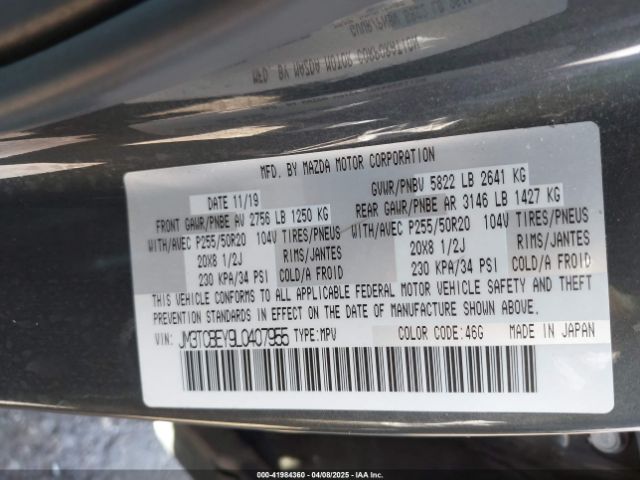 MFD. BY MAZDA MOTOR CORPORATION
DATE 11/19 GVWR/PNBV 5822 LB 2641 KG
FRONT GAWR/PNBE AV 2756 LB 1250 KG REAR GAWR/PNBE AR 3146 LB 1427 KG
WITH/AVEC P255/50R20 104V TIRES/PNEUS WITH/AVEC P255/50R20 104V TIRES/PNEUS
20X8 1/2J RIMS/JANTES 20X8 1/2J RIMS/JANTES
230 KPA/34 PSI COLD/A FROID 230 KPA/34 PSI COLD/A FROID
THIS VEHICLE CONFORMS TO ALL APPLICABLE FEDERAL MOTOR VEHICLE SAFETY AND THEFT
PREVENTION STANDARDS IN EFFECT ON THE DATE OF MANUFACTURE SHOWN ABOVE.
VIN: JM3TCBEY9L0407955 TYPE: MPV COLOR CODE: 46G MADE IN JAPAN
000-41984360 - 04/08/2025 - IAA Inc.